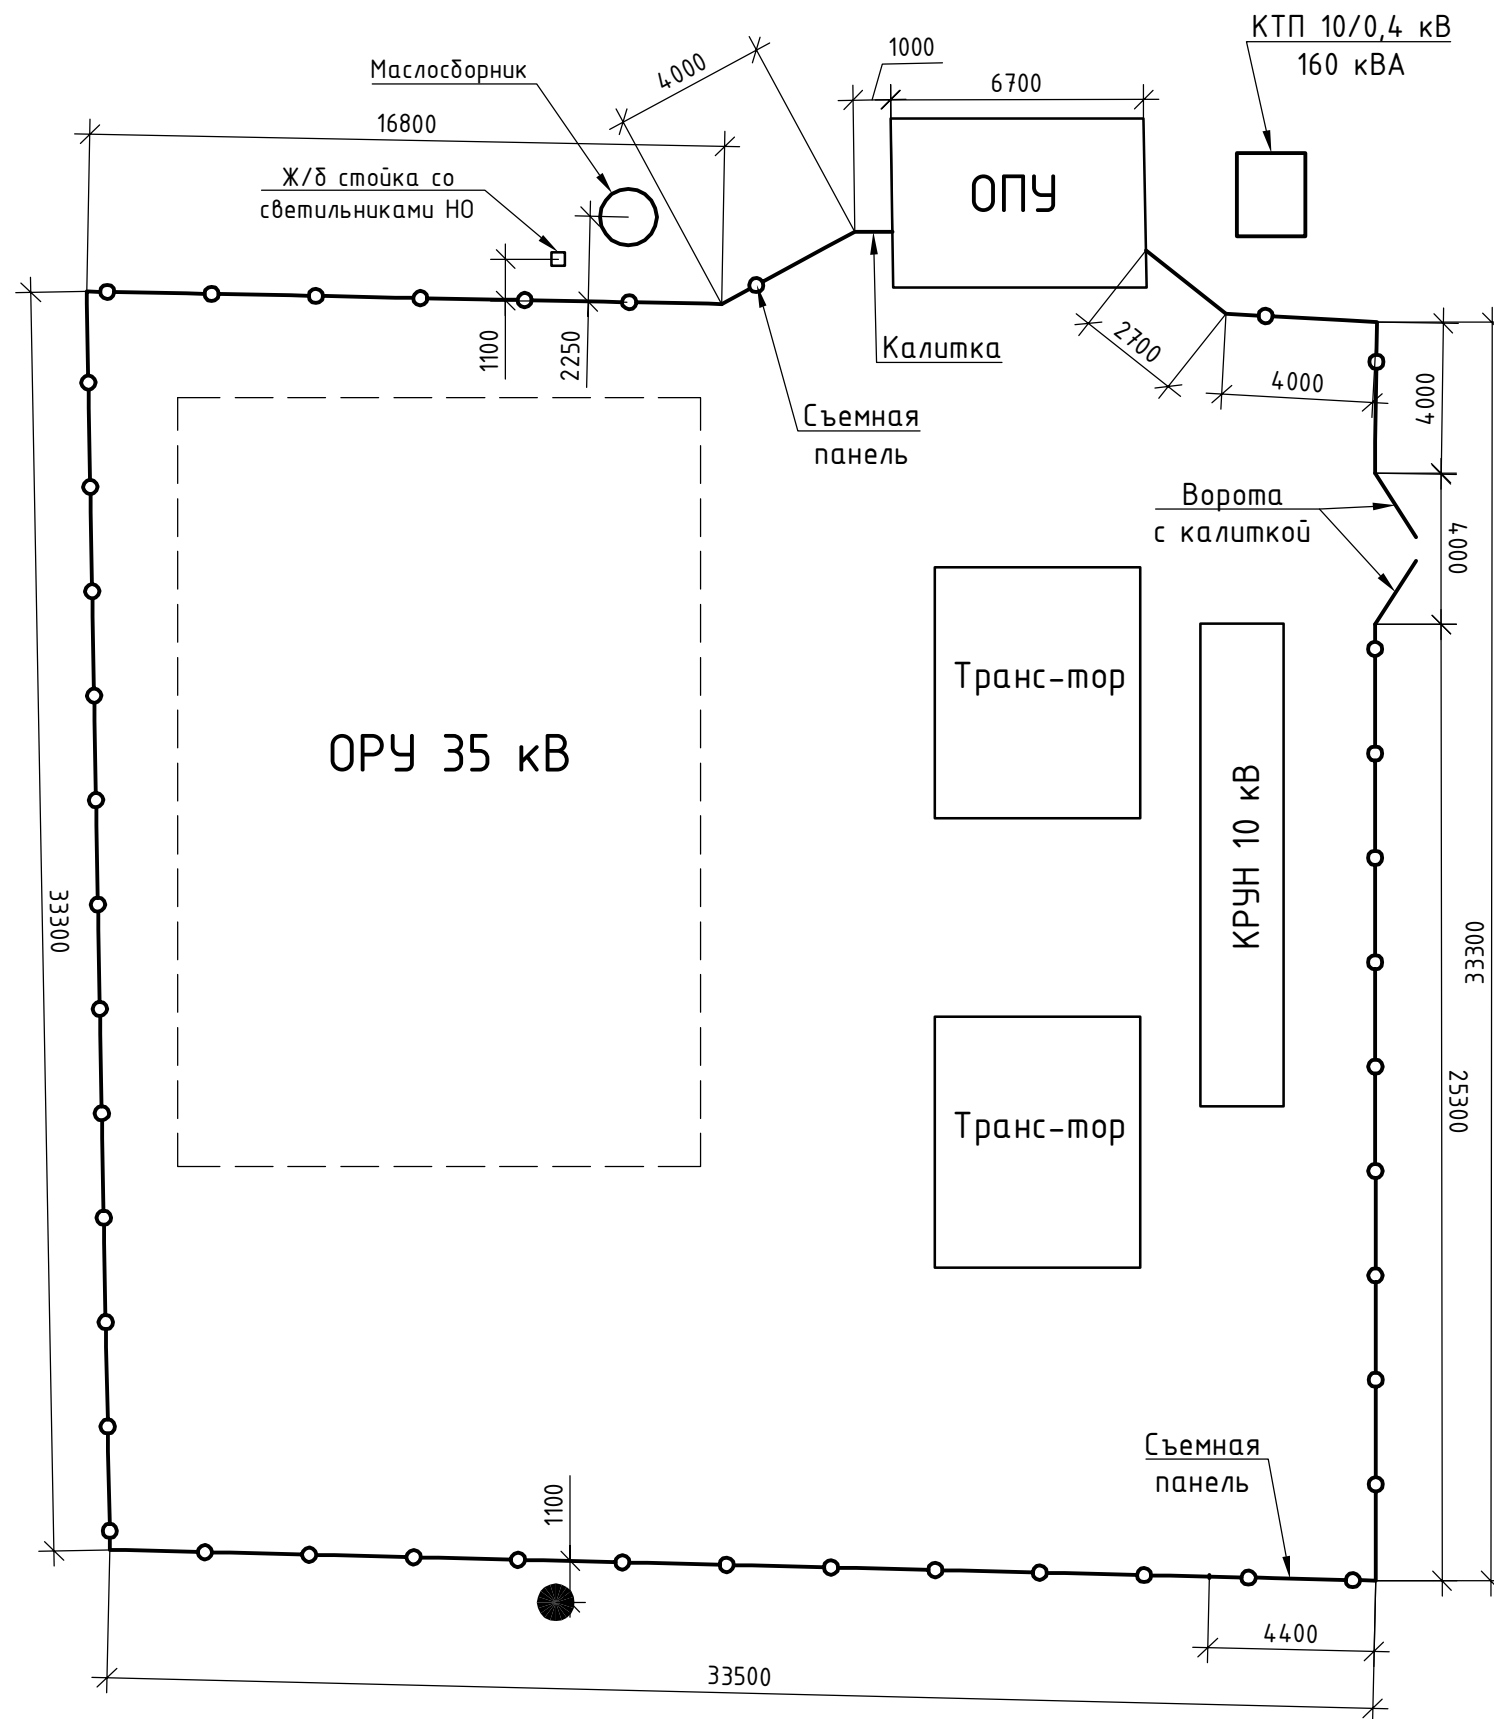 КТП 10/0,4 кВ
160 кВА
1000
4000
Маслосборник
6700
16800
Ж/б стойка со
светильниками НО
ОПУ
1100
2250
Калитка
2700
4000
4000
Съемная
панель
Ворота
с калиткой
4000
Транс-тор
ОРУ 35 кВ
КРУН 10 кВ
33300
33300
25300
Транс-тор
Съемная
панель
1100
4400
33500